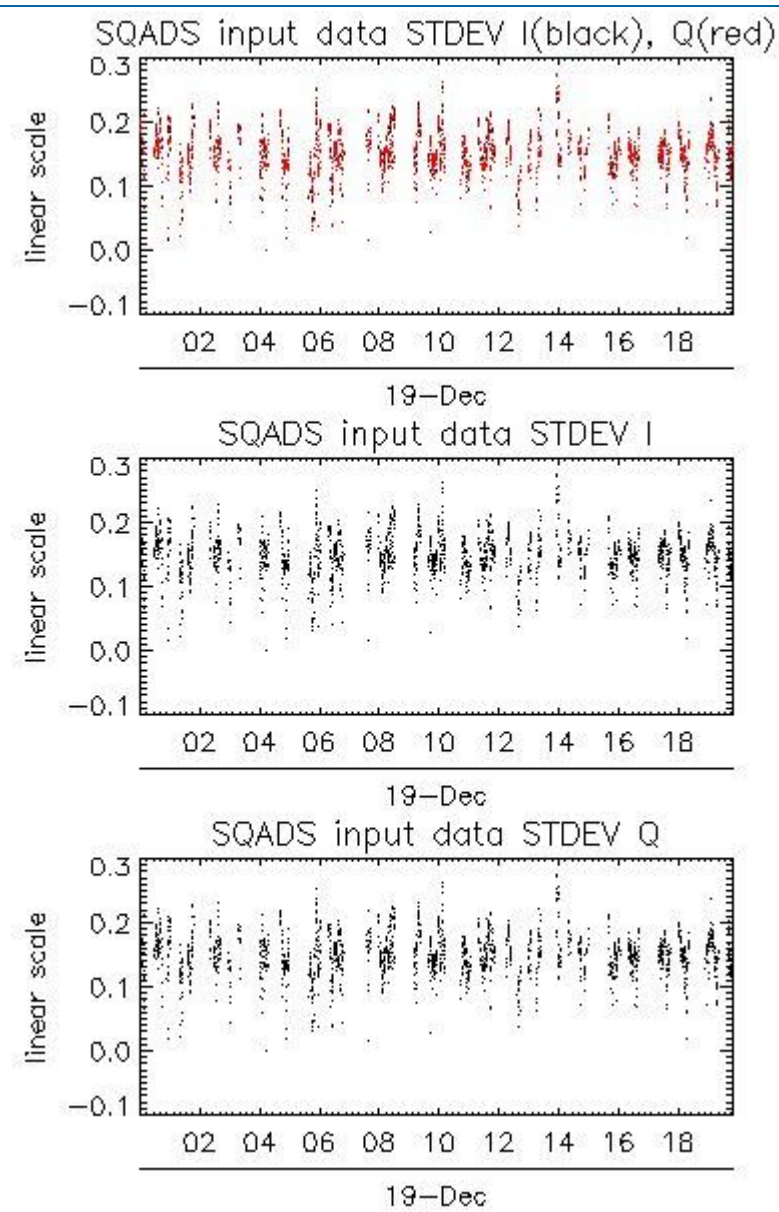 SQADS input data STDEV I(black), Q(red)
0.3
0.2
0.1
0.0
−0.1
linear scale
02 04 06 08 10 12 14 16 18
19−Dec
SQADS input data STDEV I
0.3
0.2
0.1
0.0
−0.1
linear scale
02 04 06 08 10 12 14 16 18
19−Dec
SQADS input data STDEV Q
0.3
0.2
0.1
0.0
−0.1
linear scale
02 04 06 08 10 12 14 16 18
19−Dec